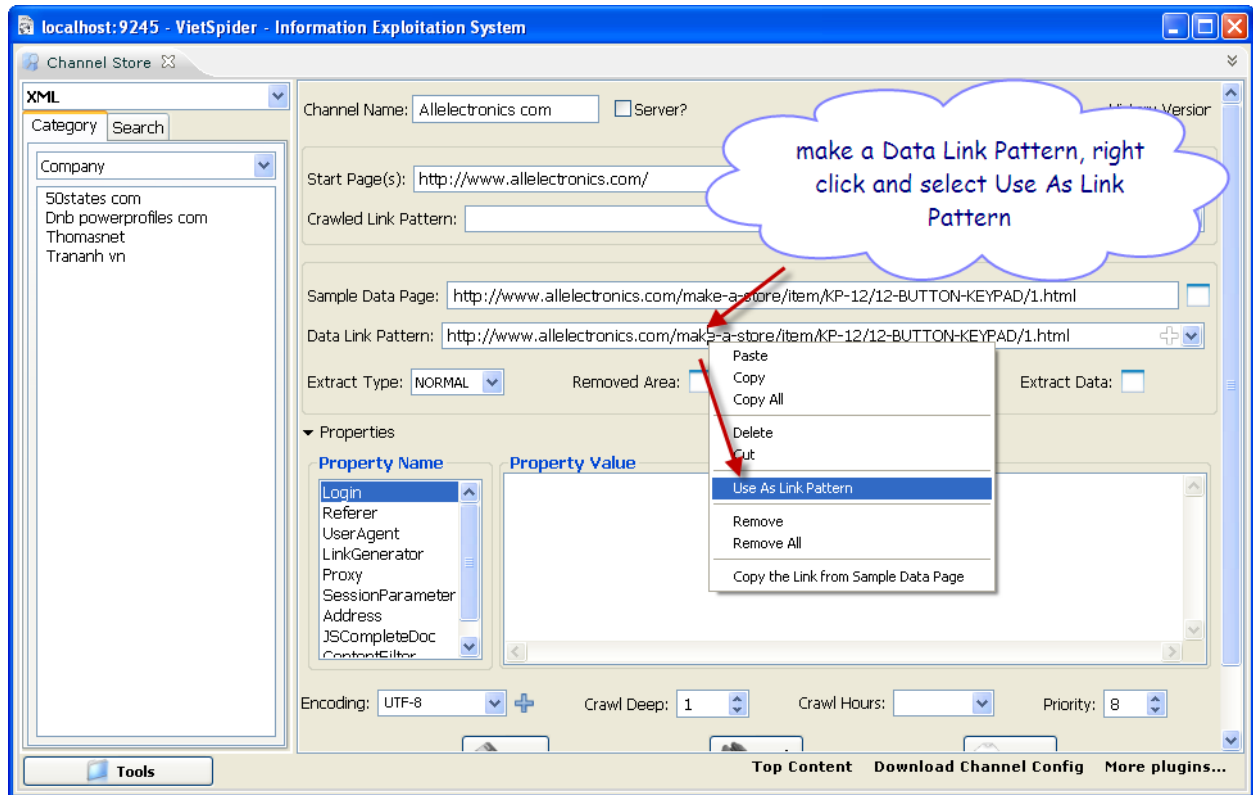 localhost:9245 - VietSpider - Information Exploitation System
Channel Store
XML
Category Search
Company
50states com
Dnb powerprofiles com
Thomasnet
Trananh vn
Channel Name: Allelectronics com Server? Version
make a Data Link Pattern, right
click and select Use As Link
Pattern
Start Page(s): http://www.allelectronics.com/
Crawled Link Pattern:
Sample Data Page: http://www.allelectronics.com/make-a-store/item/KP-12/12-BUTTON-KEYPAD/1.html
Data Link Pattern: http://www.allelectronics.com/make-a-store/item/KP-12/12-BUTTON-KEYPAD/1.html
Extract Type: NORMAL Removed Area: Extract Data:
Paste
Copy
Copy All
Delete
Cut
Use As Link Pattern
Remove
Remove All
Copy the Link from Sample Data Page
Properties
Property Name Property Value
Login
Referer
UserAgent
LinkGenerator
Proxy
SessionParameter
Address
JSCompleteDoc
ContentFilter
Encoding: UTF-8 Crawl Deep: 1 Crawl Hours: Priority: 8
Tools Top Content Download Channel Config More plugins...